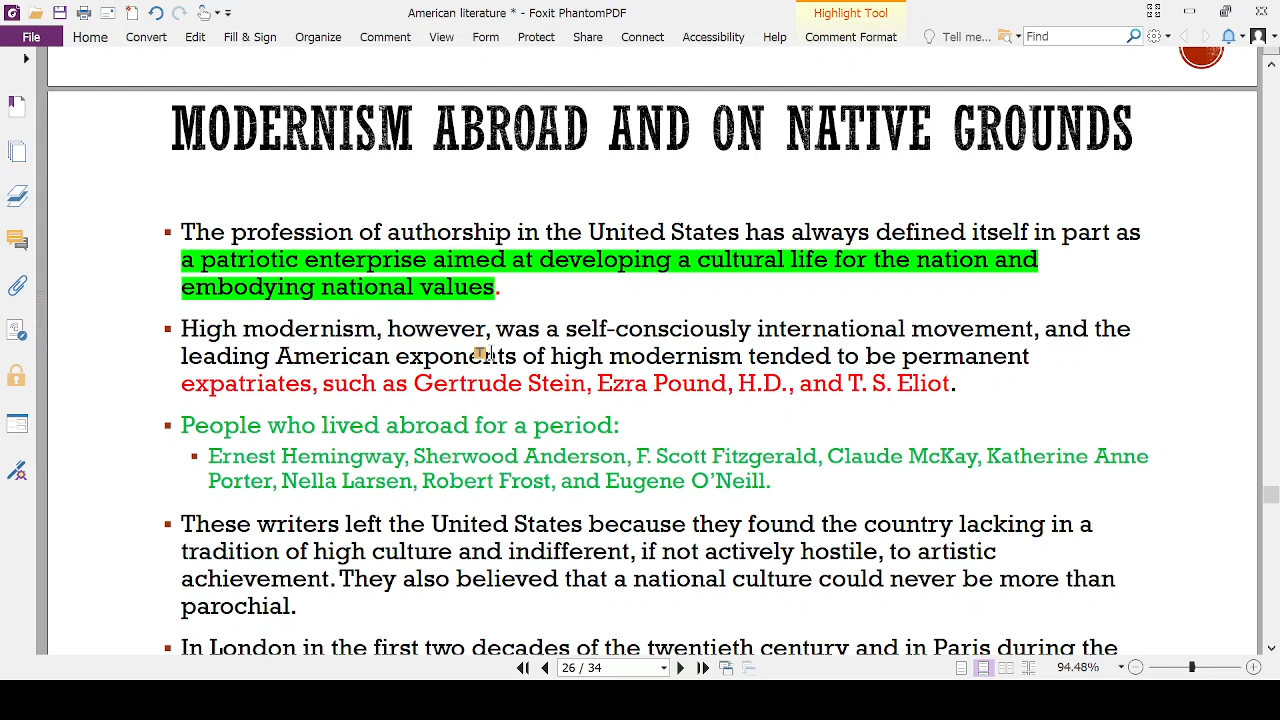 American literature * - Foxit PhantomPDF
Highlight Tool
File Home Convert Edit Fill & Sign Organize Comment View Form Protect Share Connect Accessibility Help Comment Format Tell me... Find
MODERNISM ABROAD AND ON NATIVE GROUNDS
▪ The profession of authorship in the United States has always defined itself in part as
a patriotic enterprise aimed at developing a cultural life for the nation and
embodying national values.
▪ High modernism, however, was a self-consciously international movement, and the
leading American exponents of high modernism tended to be permanent
expatriates, such as Gertrude Stein, Ezra Pound, H.D., and T. S. Eliot.
▪ People who lived abroad for a period:
▪ Ernest Hemingway, Sherwood Anderson, F. Scott Fitzgerald, Claude McKay, Katherine Anne
Porter, Nella Larsen, Robert Frost, and Eugene O’Neill.
▪ These writers left the United States because they found the country lacking in a
tradition of high culture and indifferent, if not actively hostile, to artistic
achievement. They also believed that a national culture could never be more than
parochial.
▪ In London in the first two decades of the twentieth century and in Paris during the
26 / 34
94.48%